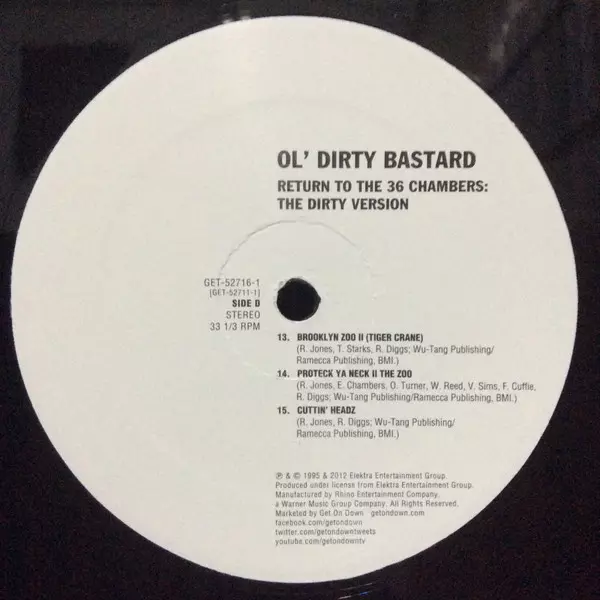 OL' DIRTY BASTARD
RETURN TO THE 36 CHAMBERS:
THE DIRTY VERSION
GET-52716-1
[GET-52711-1]
SIDE D
STEREO
33 1/3 RPM
13. BROOKLYN ZOO II (TIGER CRANE)
(R. Jones, T. Starks, R. Diggs; Wu-Tang Publishing/
Ramecca Publishing, BMI.)
14. PROTECK YA NECK II THE ZOO
(R. Jones, E. Chambers, O. Turner, W. Reed, V. Sims, F. Cuffie,
R. Diggs; Wu-Tang Publishing/Ramecca Publishing, BMI.)
15. CUTTIN' HEADZ
(R. Jones, R. Diggs; Wu-Tang Publishing/
Ramecca Publishing, BMI.)
℗ & © 1995 & 2012 Elektra Entertainment Group.
Produced under license from Elektra Entertainment Group.
Manufactured by Rhino Entertainment Company,
a Warner Music Group Company. All Rights Reserved.
Marketed by Get On Down getondown.com
facebook.com/getondown
twitter.com/getondowntweets
youtube.com/getondowntv